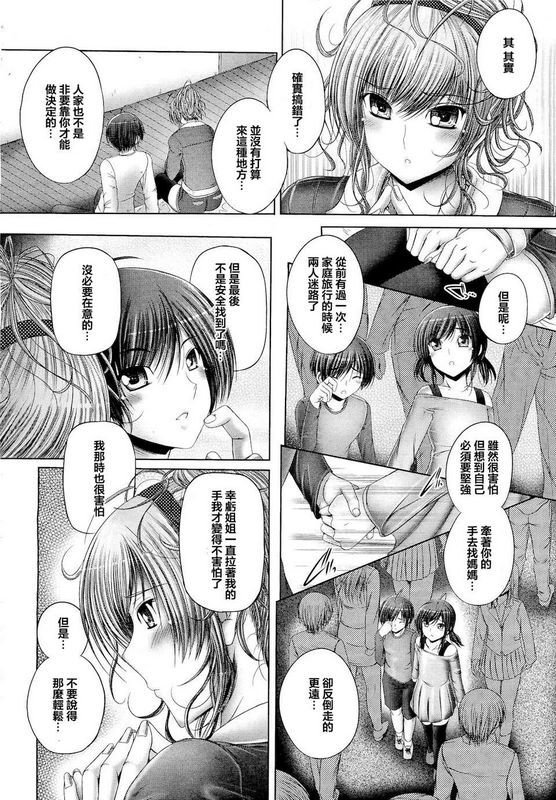 其其實
確實搞錯了…
並沒有打算
來這種地方…
人家也不是
非要靠你才能
做決定的…
但是呢…
從前有過一次…
家庭旅行的時候
兩人迷路了
雖然很害怕
但想到自己
必須要堅強
牽著你的
手去找媽媽…
卻反倒走的
更遠…
但是最後
不是安全找到了嗎…
沒必要在意的…
我那時也很害怕
幸虧姐姐一直拉著我的
手我才變得不害怕了
但是…
不要說得
那麼輕鬆…